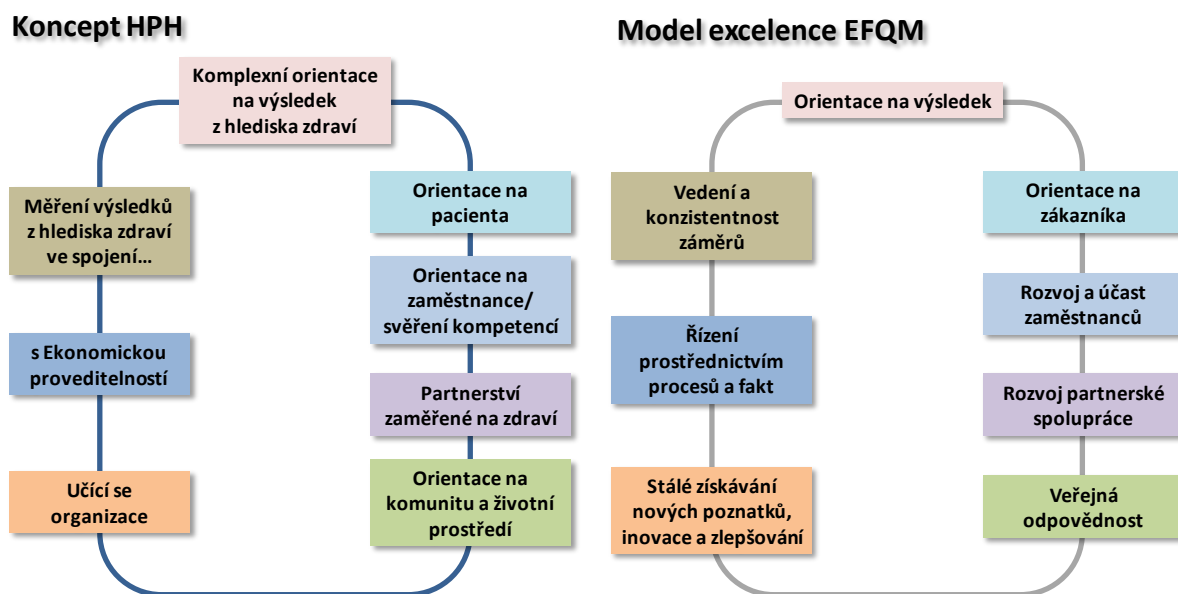 Koncept HPH
Komplexní orientace
na výsledek
z hlediska zdraví
Měření výsledků
z hlediska zdraví
ve spojení…
s Ekonomickou
proveditelností
Učící se
organizace
Orientace na
pacienta
Orientace na
zaměstnance/
svěření kompetencí
Partnerství
zaměřené na zdraví
Orientace na
komunitu a životní
prostředí
Model excelence EFQM
Orientace na výsledek
Vedení a
konzistentnost
záměrů
Řízení
prostřednictvím
procesů a fakt
Stálé získávání
nových poznatků,
inovace a zlepšování
Orientace na
zákazníka
Rozvoj a účast
zaměstnanců
Rozvoj partnerské
spolupráce
Veřejná
odpovědnost